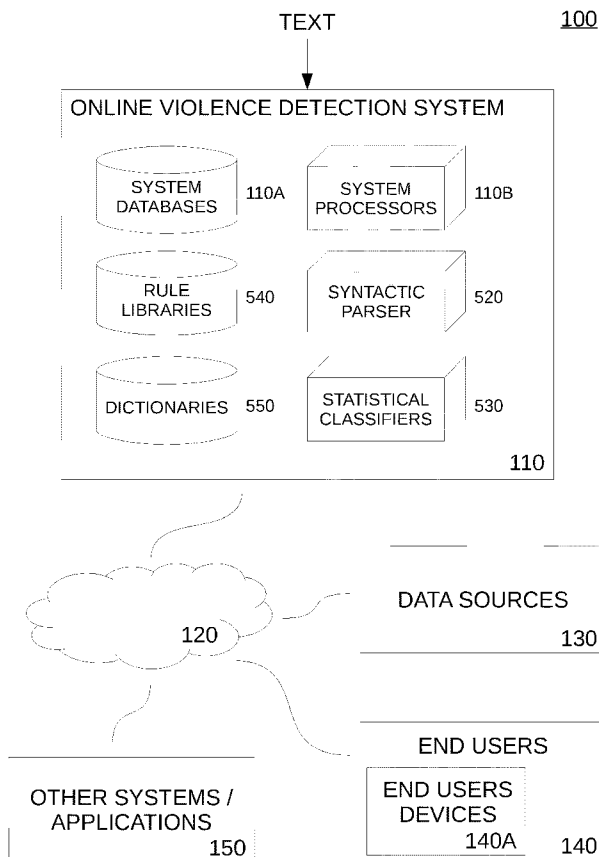 TEXT
100
ONLINE VIOLENCE DETECTION SYSTEM
SYSTEM
DATABASES
110A
SYSTEM
PROCESSORS
110B
RULE
LIBRARIES
540
SYNTACTIC
PARSER
520
DICTIONARIES
550
STATISTICAL
CLASSIFIERS
530
110
120
DATA SOURCES
130
END USERS
END USERS
DEVICES
140A
140
OTHER SYSTEMS /
APPLICATIONS
150